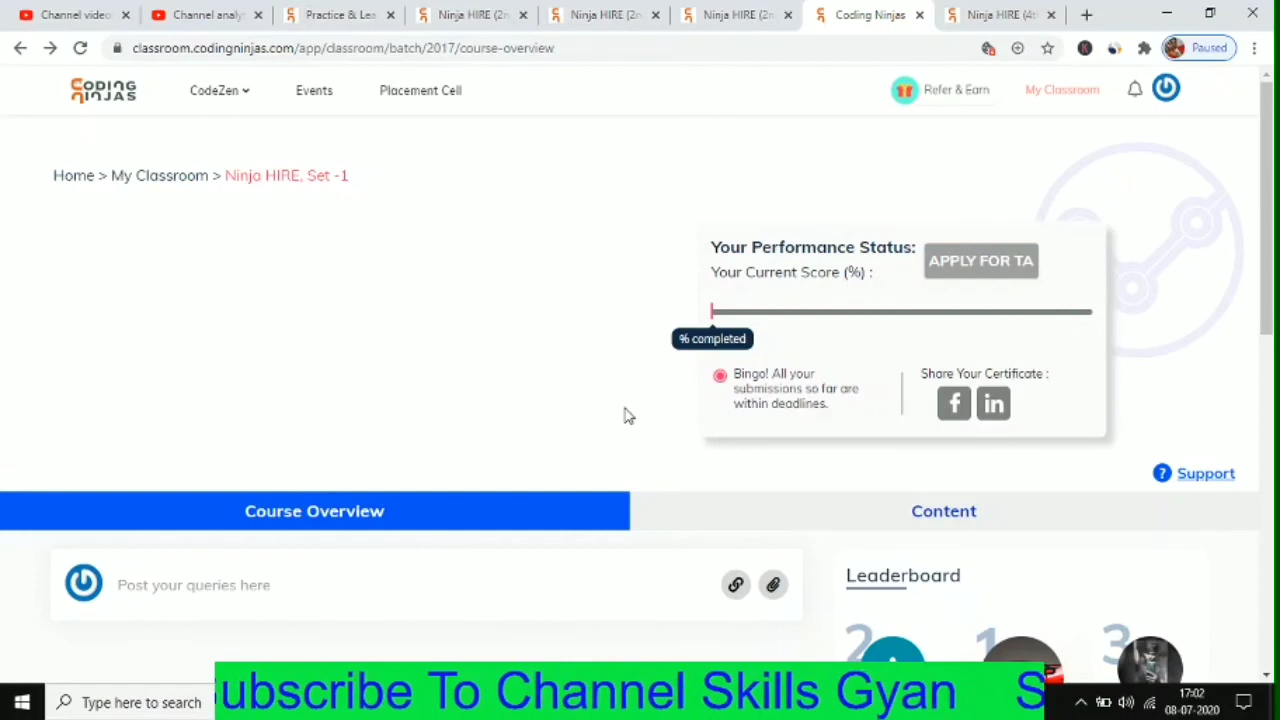 Channel video
Channel analy
Practice & Lea
Ninja HIRE (2n
Ninja HIRE [2n
Ninja HIRE (2n
Coding Ninjas
Ninja HIRE (4th
classroom.codingninjas.com/app/classroom/batch/2017/course-overview
Paused
CODING NINJAS
CodeZen
Events
Placement Cell
Refer & Earn
My Classroom
Home > My Classroom > Ninja HIRE, Set -1
Your Performance Status:
APPLY FOR TA
Your Current Score (%) :
% completed
Bingo! All your
submissions so far are
within deadlines.
Share Your Certificate :
f in
? Support
Course Overview
Content
Post your queries here
Leaderboard
2 1 3
Type here to search
ubscribe To Channel Skills Gyan S
17:02
08-07-2020